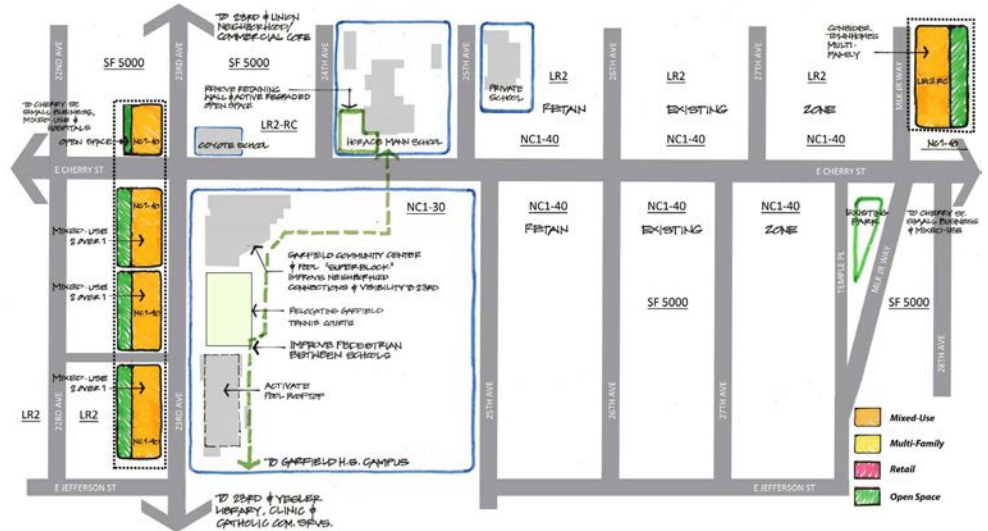 TO 23RD & UNION
NEIGHBORHOOD/
COMMERCIAL CORE
22ND AVE
23RD AVE
24TH AVE
25TH AVE
26TH AVE
27TH AVE
MLK JR WAY
SF 5000
SF 5000
CONSIDER
TOWNHOMES
MULTI-
FAMILY
LR2 RC
NC1-40
REMOVE RETAINING
WALL & ACTIVE REGRADED
OPEN SPACE
PRIVATE
SCHOOL
LR2
LR2
LR2
RETAIN
EXISTING
ZONE
TO CHERRY ST.
SMALL BUSINESS,
MIXED-USE &
HOSPITALS
OPEN SPACE
NC1-40
LR2-RC
COYOTE SCHOOL
HORACE MANN SCHOOL
NC1-40
NC1-40
NC1-40
E CHERRY ST
E CHERRY ST
NC1-40
MIXED-USE
2 OVER 1
NC1-30
NC1-40
NC1-40
NC1-40
RETAIN
EXISTING
ZONE
EXISTING
PARK
TO CHERRY ST.
SMALL BUSINESS
& MIXED-USE
GARFIELD COMMUNITY CENTER
& POOL "SUPERBLOCK"
IMPROVE NEIGHBORHOOD
CONNECTIONS & VISIBILITY TO 23RD
MIXED-USE
2 OVER 1
NC1-40
RELOCATING GARFIELD
TENNIS COURTS
IMPROVE PEDESTRIAN
BETWEEN SCHOOLS
SF 5000
SF 5000
TEMPLE PL
MLK JR WAY
28TH AVE
MIXED-USE
2 OVER 1
NC1-40
ACTIVATE
POOL ROOFTOP
LR2
LR2
22RD AVE
23RD AVE
25TH AVE
26TH AVE
27TH AVE
TO GARFIELD H.S. CAMPUS
E JEFFERSON ST
E JEFFERSON ST
TO 23RD & YESLER
LIBRARY, CLINIC &
CATHOLIC COM. SRVS.
Mixed-Use
Multi-Family
Retail
Open Space